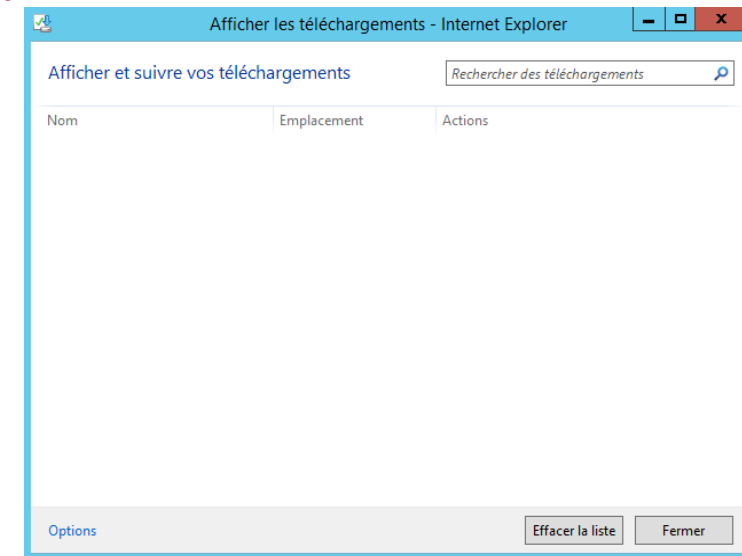 Afficher les téléchargements - Internet Explorer
Afficher et suivre vos téléchargements
Rechercher des téléchargements
Nom Emplacement Actions
Options Effacer la liste Fermer